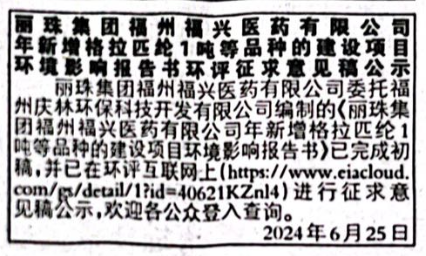 丽珠集团福州福兴医药有限公司
年新增格拉匹纶1吨等品种的建设项目
环境影响报告书环评征求意见稿公示
丽珠集团福州福兴医药有限公司委托福
州庆林环保科技开发有限公司编制的《丽珠集
团福州福兴医药有限公司年新增格拉匹纶1
吨等品种的建设项目环境影响报告书》已完成初
稿,并已在环评互联网上(https://www.eiacloud.
com/gs/detail/1?id=40621KZnl4)进行征求意
见稿公示,欢迎各公众登入查询。
2024年6月25日